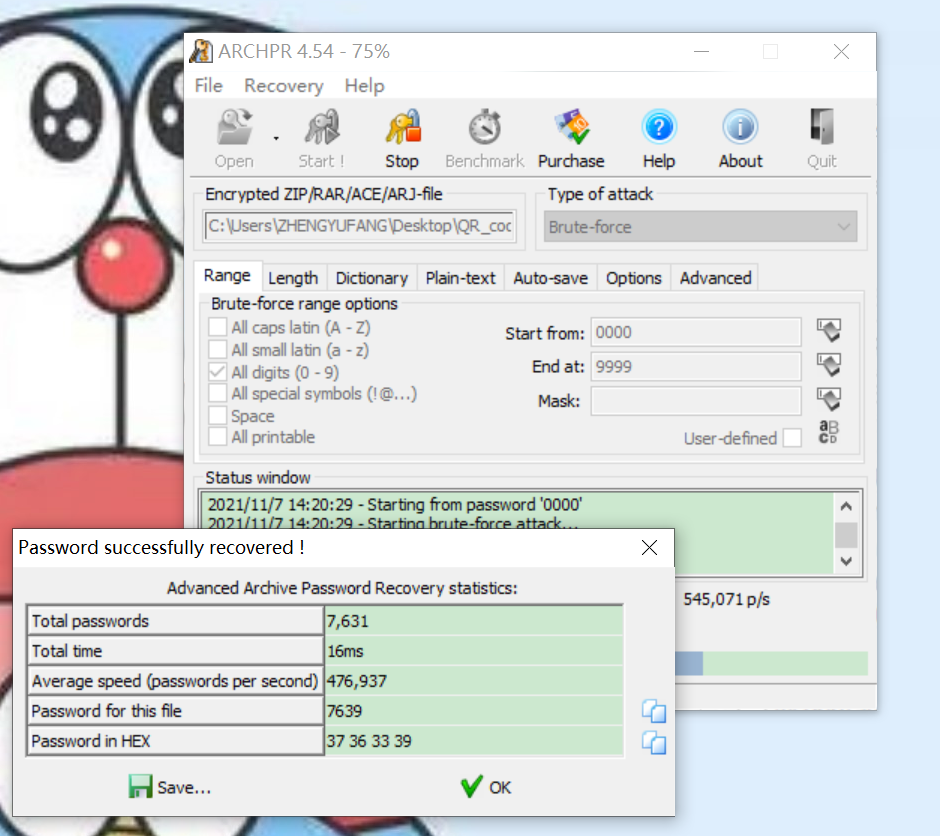 ARCHPR 4.54 - 75%
File Recovery Help
Open Start ! Stop Benchmark Purchase Help About Quit
Encrypted ZIP/RAR/ACE/ARJ-file
C:\Users\ZHENGYUFANG\Desktop\QR_coc
Type of attack
Brute-force
Range Length Dictionary Plain-text Auto-save Options Advanced
Brute-force range options
All caps latin (A - Z)
All small latin (a - z)
All digits (0 - 9)
All special symbols (!@...)
Space
All printable
Start from: 0000
End at: 9999
Mask:
User-defined
Status window
2021/11/7 14:20:29 - Starting from password '0000'
2021/11/7 14:20:29 - Starting brute-force attack...
545,071 p/s
Password successfully recovered !
Advanced Archive Password Recovery statistics:
Total passwords 7,631
Total time 16ms
Average speed (passwords per second) 476,937
Password for this file 7639
Password in HEX 37 36 33 39
Save... OK